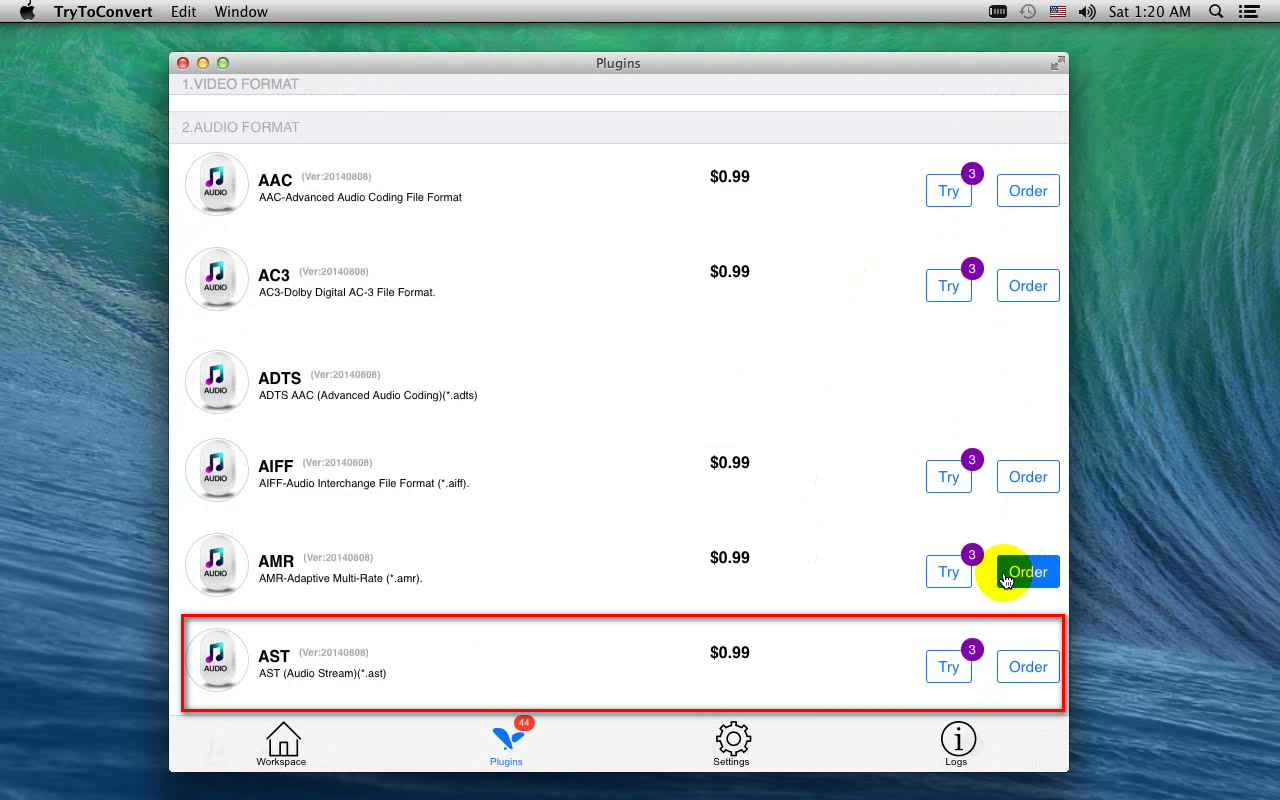 TryToConvert Edit Window Sat 1:20 AM
Plugins
1.VIDEO FORMAT
2.AUDIO FORMAT
AUDIO
AAC (Ver:20140808)
AAC-Advanced Audio Coding File Format
$0.99
Try 3 Order
AUDIO
AC3 (Ver:20140808)
AC3-Dolby Digital AC-3 File Format.
$0.99
Try 3 Order
AUDIO
ADTS (Ver:20140808)
ADTS AAC (Advanced Audio Coding)(*.adts)
AUDIO
AIFF (Ver:20140808)
AIFF-Audio Interchange File Format (*.aiff).
$0.99
Try 3 Order
AUDIO
AMR (Ver:20140808)
AMR-Adaptive Multi-Rate (*.amr).
$0.99
Try 3 Order
AUDIO
AST (Ver:20140808)
AST (Audio Stream)(*.ast)
$0.99
Try 3 Order
44
Workspace Plugins Settings Logs